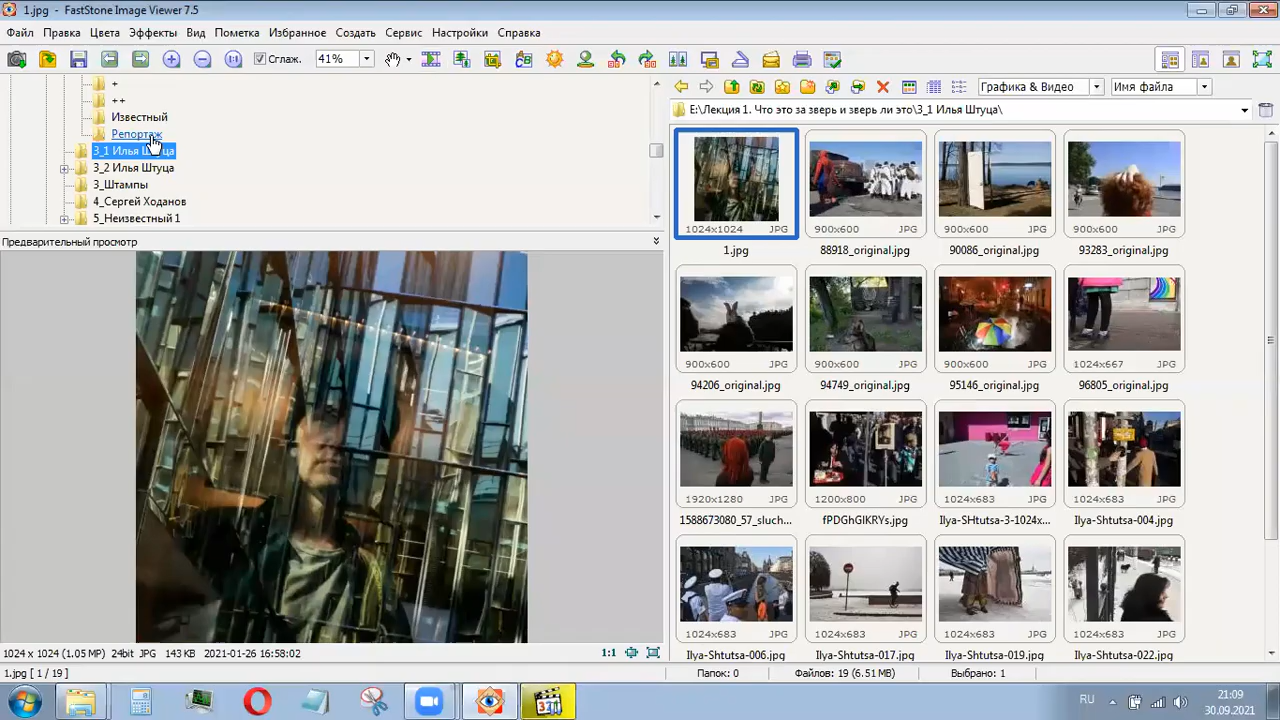 1.jpg - FastStone Image Viewer 7.5
Файл Правка Цвета Эффекты Вид Пометка Избранное Создать Сервис Настройки Справка
Сглаж. 41%
Графика & Видео Имя файла
E:\Лекция 1. Что это за зверь и зверь ли это\3_1 Илья Штуца\
+
++
Известный
Репортаж
3_1 Илья Штуца
3_2 Илья Штуца
3_Штампы
4_Сергей Ходанов
5_Неизвестный 1
Предварительный просмотр
1024x1024 JPG 900x600 JPG 900x600 JPG 900x600 JPG
1.jpg 88918_original.jpg 90086_original.jpg 93283_original.jpg
900x600 JPG 900x600 JPG 900x600 JPG 1024x667 JPG
94206_original.jpg 94749_original.jpg 95146_original.jpg 96805_original.jpg
1920x1280 JPG 1200x800 JPG 1024x683 JPG 1024x683 JPG
1588673080_57_sluch... fPDGhGIKRYs.jpg Ilya-SHtutsa-3-1024x... Ilya-Shtutsa-004.jpg
1024x683 JPG 1024x683 JPG 1024x683 JPG 1024x683 JPG
Ilya-Shtutsa-006.jpg Ilya-Shtutsa-017.jpg Ilya-Shtutsa-019.jpg Ilya-Shtutsa-022.jpg
1024 x 1024 (1.05 MP) 24bit JPG 143 KB 2021-01-26 16:58:02 1:1
1.jpg [ 1 / 19 ] Папок: 0 Файлов: 19 (6.51 MB) Выбрано: 1
RU 21:09
30.09.2021
321